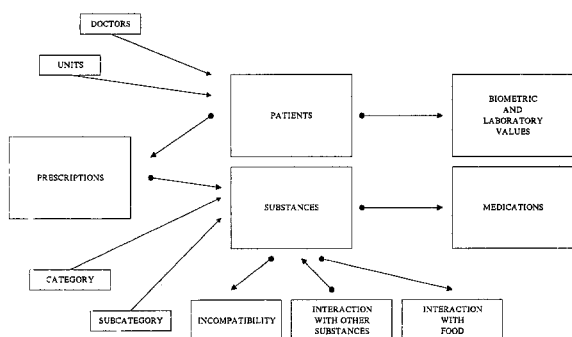 DOCTORS
UNITS
PATIENTS
BIOMETRIC
AND
LABORATORY
VALUES
PRESCRIPTIONS
SUBSTANCES
MEDICATIONS
CATEGORY
SUBCATEGORY
INCOMPATIBILITY
INTERACTION
WITH OTHER
SUBSTANCES
INTERACTION
WITH
FOOD